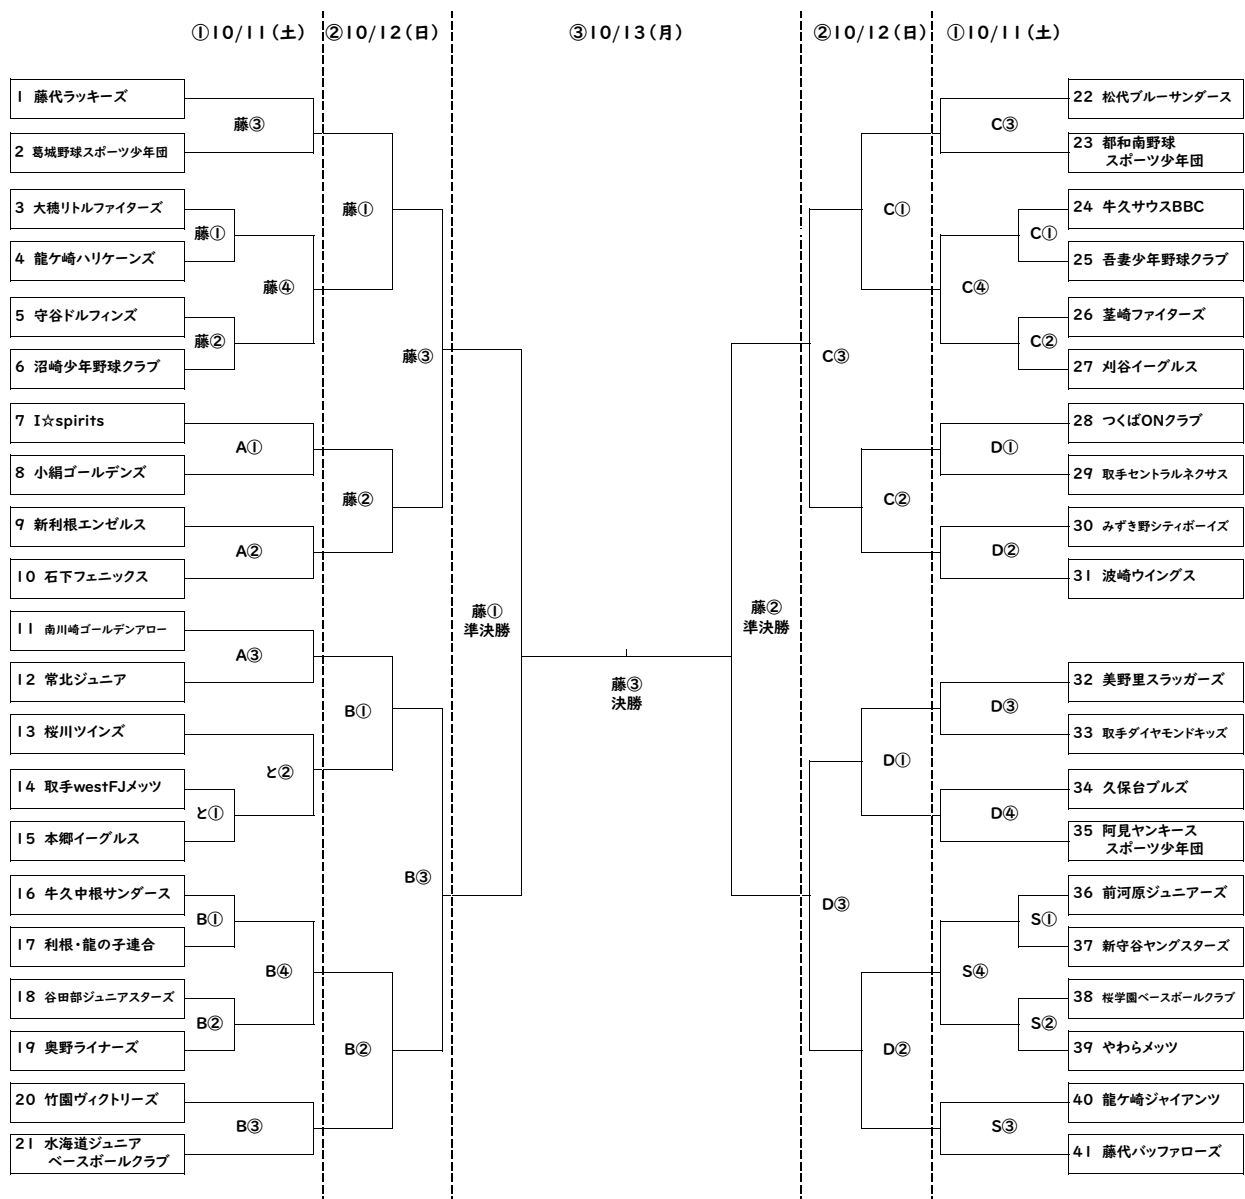 ①10/11(土)
②10/12(日)
③10/13(月)
②10/12(日)
①10/11(土)
1 藤代ラッキーズ
2 葛城野球スポーツ少年団
3 大穂リトルファイターズ
4 龍ケ崎ハリケーンズ
5 守谷ドルフィンズ
6 沼崎少年野球クラブ
7 I☆spirits
8 小絹ゴールデンズ
9 新利根エンゼルス
10 石下フェニックス
11 南川崎ゴールデンアロー
12 常北ジュニア
13 桜川ツインズ
14 取手westFJメッツ
15 本郷イーグルス
16 牛久中根サンダース
17 利根・龍の子連合
18 谷田部ジュニアスターズ
19 奥野ライナーズ
20 竹園ヴィクトリーズ
21 水海道ジュニア
ベースボールクラブ
藤③
藤①
藤④
藤②
A①
A②
A③
と②
と①
B①
B④
B②
B③
藤①
藤②
B①
B②
藤③
B③
藤①
準決勝
藤③
決勝
藤②
準決勝
C③
D③
C①
C②
D①
D②
C③
C①
C④
C②
D①
D②
D③
D④
S①
S④
S②
S③
22 松代ブルーサンダース
23 都和南野球
スポーツ少年団
24 牛久サウスBBC
25 吾妻少年野球クラブ
26 茎崎ファイターズ
27 刈谷イーグルス
28 つくばONクラブ
29 取手セントラルネクサス
30 みずき野シティボーイズ
31 波崎ウイングス
32 美野里スラッガーズ
33 取手ダイヤモンドキッズ
34 久保台ブルズ
35 阿見ヤンキース
スポーツ少年団
36 前河原ジュニアーズ
37 新守谷ヤングスターズ
38 桜学園ベースボールクラブ
39 やわらメッツ
40 龍ケ崎ジャイアンツ
41 藤代バッファローズ